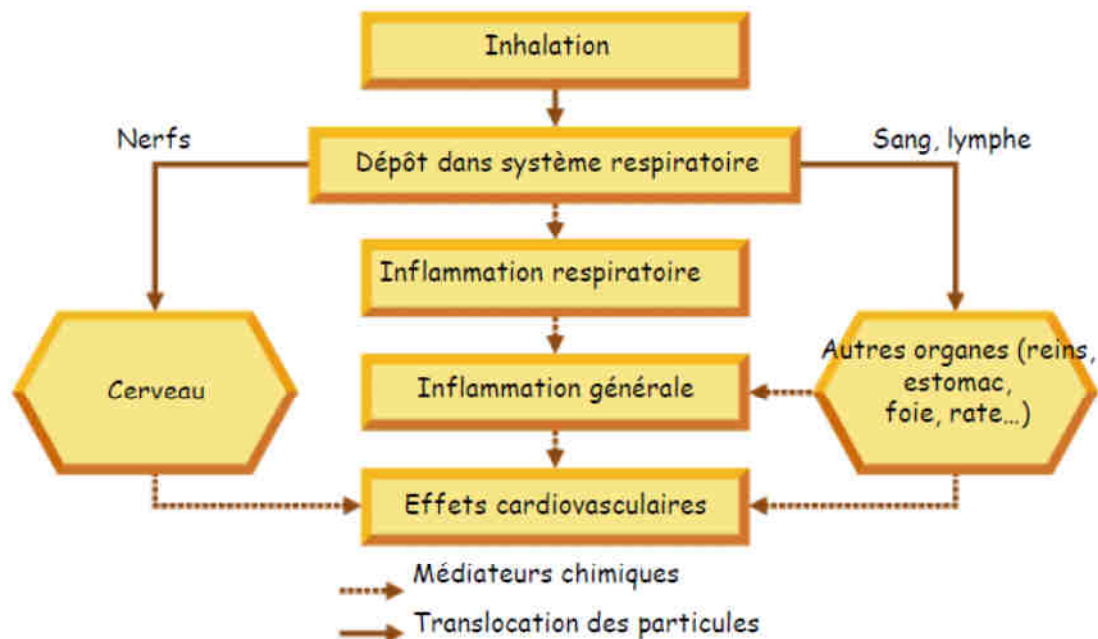 Inhalation
Nerfs
Sang, lymphe
Dépôt dans système respiratoire
Inflammation respiratoire
Cerveau
Inflammation générale
Autres organes (reins,
estomac,
foie, rate...)
Effets cardiovasculaires
Médiateurs chimiques
Translocation des particules